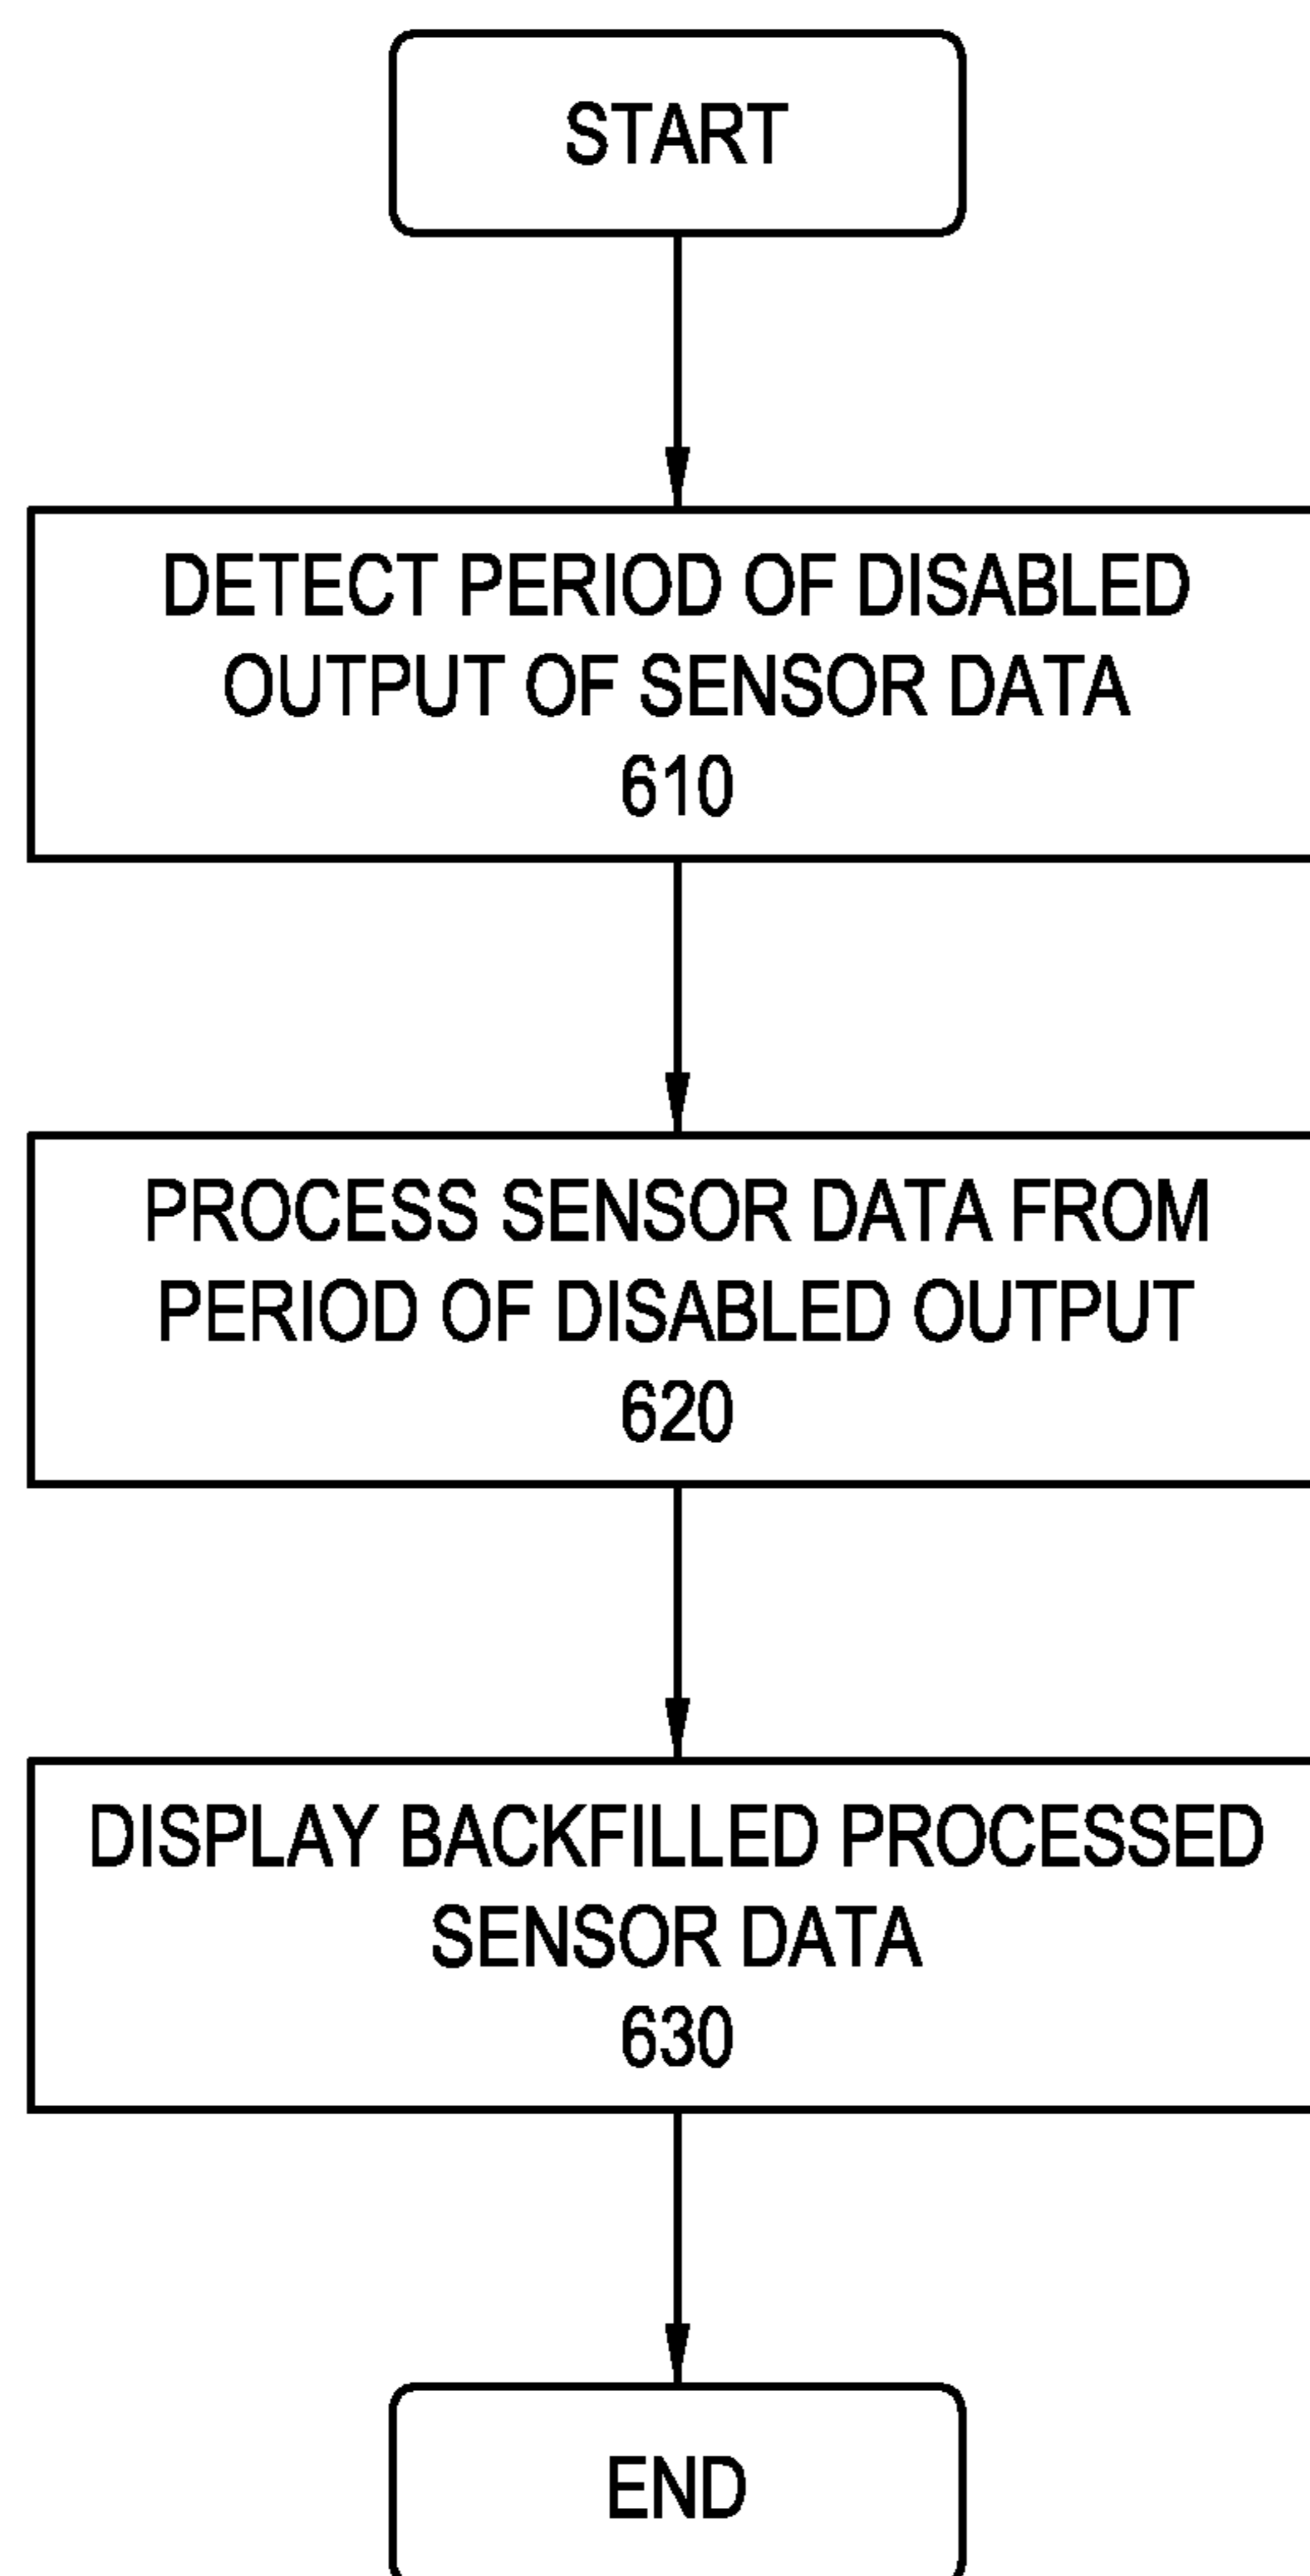 START
DETECT PERIOD OF DISABLED
OUTPUT OF SENSOR DATA
610
PROCESS SENSOR DATA FROM
PERIOD OF DISABLED OUTPUT
620
DISPLAY BACKFILLED PROCESSED
SENSOR DATA
630
END